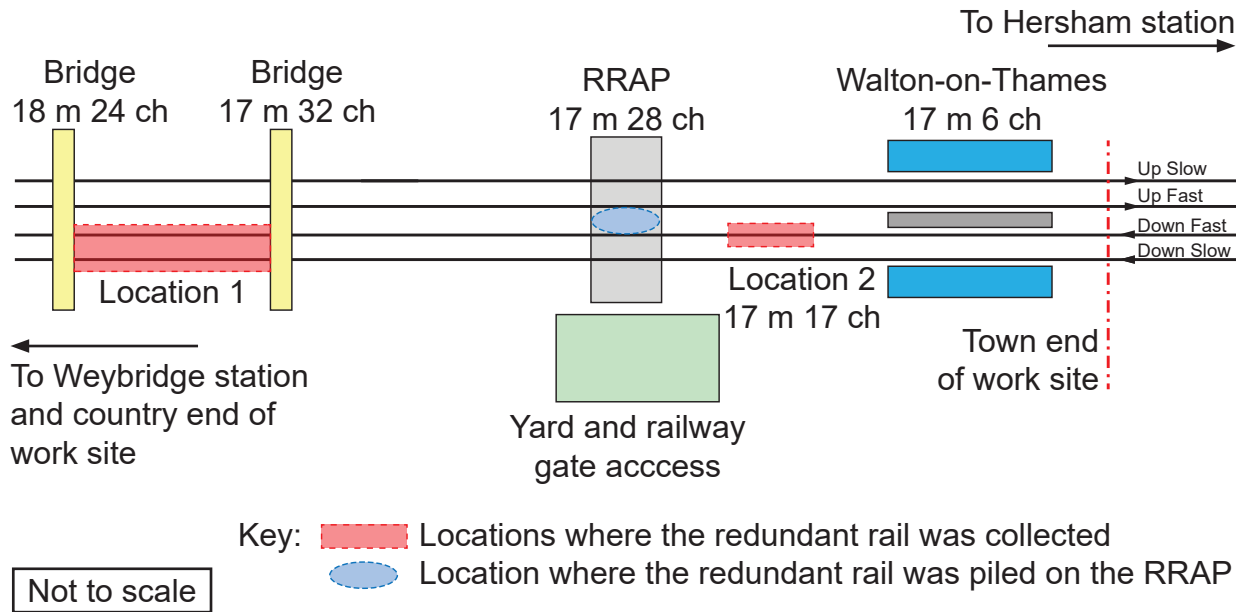 To Hersham station
Bridge
18 m 24 ch
Bridge
17 m 32 ch
RRAP
17 m 28 ch
Walton-on-Thames
17 m 6 ch
Up Slow
Up Fast
Down Fast
Down Slow
Location 1
Location 2
17 m 17 ch
To Weybridge station
and country end of
work site
Yard and railway
gate acccess
Town end
of work site
Key:
Locations where the redundant rail was collected
Location where the redundant rail was piled on the RRAP
Not to scale